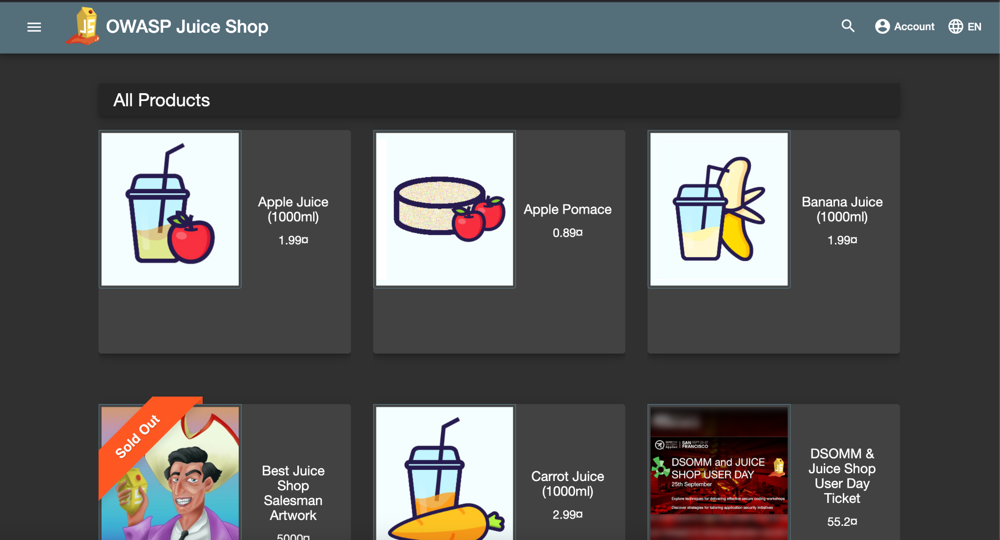 JS
OWASP Juice Shop
Account
EN
All Products
Apple Juice
(1000ml)
1.99¤
Apple Pomace
0.89¤
Banana Juice
(1000ml)
1.99¤
Sold Out
Best Juice
Shop
Salesman
Artwork
5000¤
Carrot Juice
(1000ml)
2.99¤
GLOBAL
AppSec
SAN SEPT 23-27
FRANCISCO
DSOMM and JUICE
SHOP USER DAY
25th September
Explore techniques for delivering effective secure coding workshops
Discover strategies for tailoring application security initiatives
DSOMM &
Juice Shop
User Day
Ticket
55.2¤